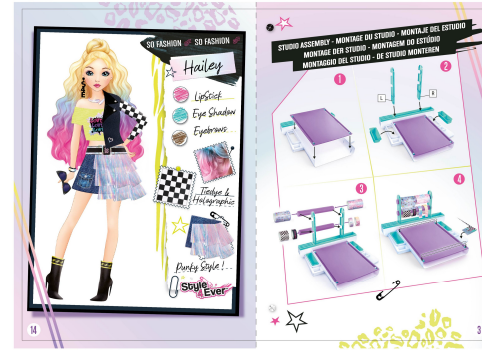 SO FASHION SO FASHION
Hailey
Lipstick
Eye Shadow
Eyebrows
Tiedye &
Holographic
Punky Style !...
Style
4
Ever
14
STUDIO ASSEMBLY - MONTAGE DU STUDIO - MONTAJE DEL ESTUDIO
MONTAGE DER STUDIO - MONTAGEM DO ESTÚDIO
MONTAGGIO DEL STUDIO - DE STUDIO MONTEREN
1
2
L
R
3
4
3